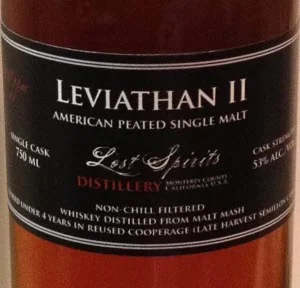 LEVIATHAN II
AMERICAN PEATED SINGLE MALT
SINGLE CASK
750 ML
Lost Spirits
DISTILLERY
MONTEREY COUNTY
CALIFORNIA U.S.A.
CASK STRENGTH
53% ALC./
NON-CHILL FILTERED
WHISKEY DISTILLED FROM MALT MASH
UNDER 4 YEARS IN REUSED COOPERAGE (LATE HARVEST SEMILLON